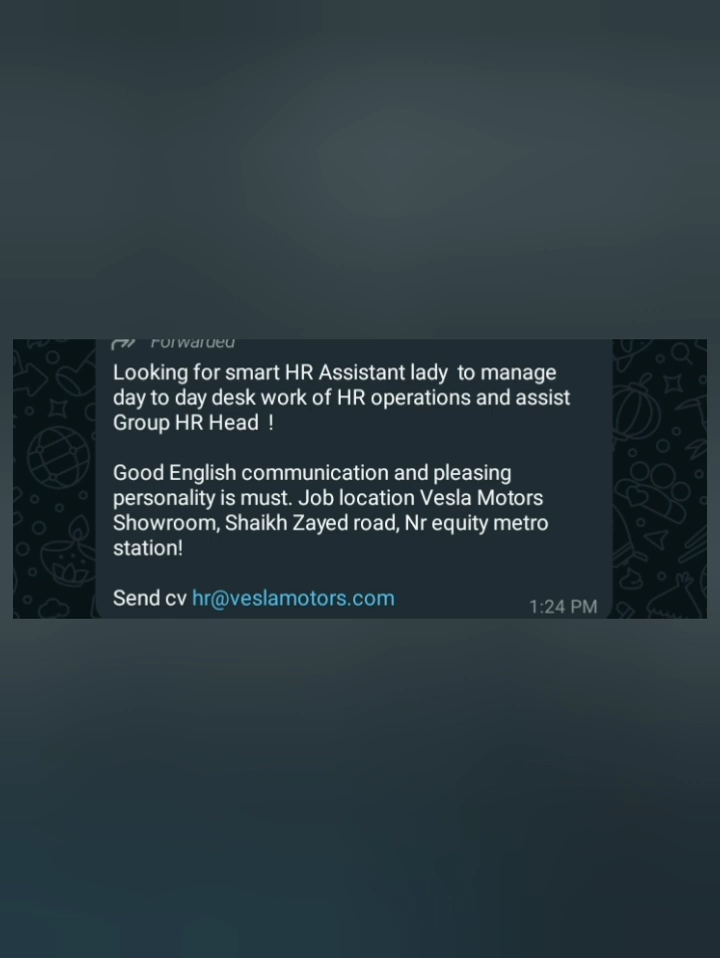 Forwarded
Looking for smart HR Assistant lady  to manage
day to day desk work of HR operations and assist
Group HR Head  !
Good English communication and pleasing
personality is must. Job location Vesla Motors
Showroom, Shaikh Zayed road, Nr equity metro
station!
Send cv hr@veslamotors.com
1:24 PM